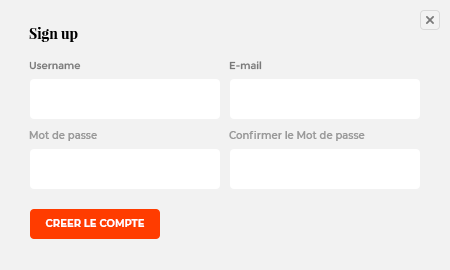 Sign up
Username
E-mail
Mot de passe
Confirmer le Mot de passe
CREER LE COMPTE